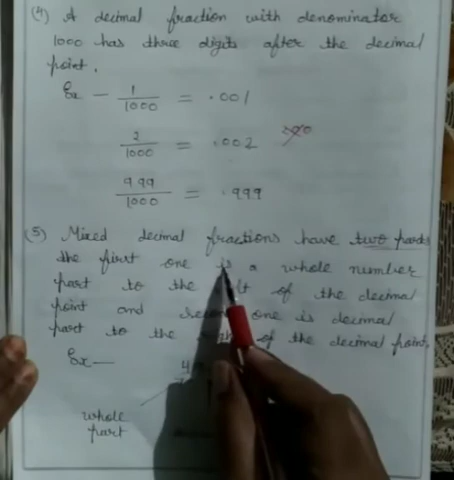 (4) A decimal fraction with denominator
1000 has three digits after the decimal
point.
Ex - 1/1000 = .001
2/1000 = .002
999/1000 = .999
(5) Mixed decimal fractions have two parts
the first one is a whole number
part to the of the decimal
point and one is decimal
part to the of the decimal point,
Ex —
whole
part